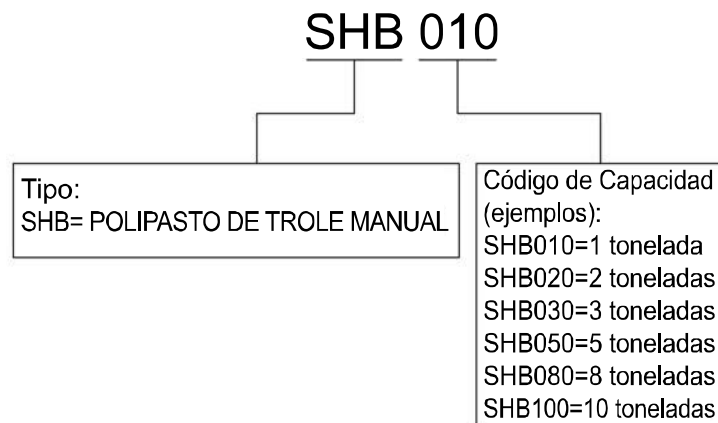 SHB 010
Tipo:
SHB= POLIPASTO DE TROLE MANUAL
Código de Capacidad
(ejemplos):
SHB010=1 tonelada
SHB020=2 toneladas
SHB030=3 toneladas
SHB050=5 toneladas
SHB080=8 toneladas
SHB100=10 toneladas